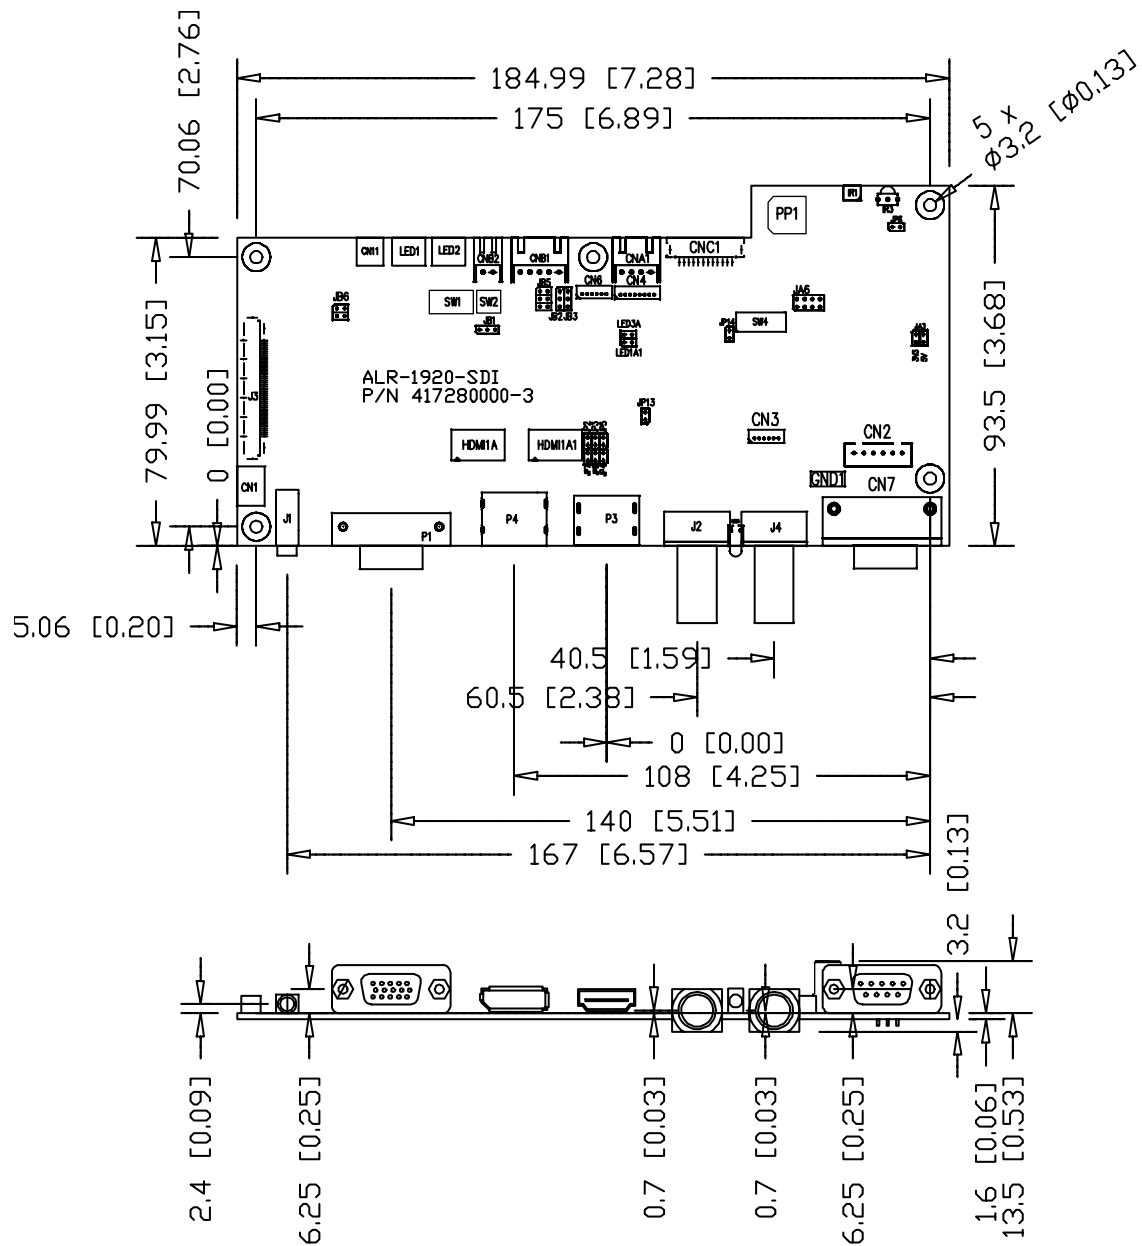 184.99 [7.28]
175 [6.89]
70.06 [2.76]
5 x
ø3.2 [ø0.13]
PP1
IR1
IR3
CN11
LED1
LED2
CNB2
CNB1
CNA1
CNC1
JB6
SW1
SW2
JB1
JB5
JB2
JB3
CN6
CN4
JA6
LED3A
LED1A1
JP14
SW4
JA3
3V3
5V
79.99 [3.15]
0 [0.00]
93.5 [3.68]
J3
ALR-1920-SDI
P/N 417280000-3
JP13
CN3
CN2
HDMI1A
HDMI1A1
GND1
CN7
CN1
J1
P1
P4
P3
J2
J4
5.06 [0.20]
40.5 [1.59]
60.5 [2.38]
0 [0.00]
108 [4.25]
140 [5.51]
167 [6.57]
3.2 [0.13]
2.4 [0.09]
6.25 [0.25]
0.7 [0.03]
0.7 [0.03]
6.25 [0.25]
1.6 [0.06]
13.5 [0.53]